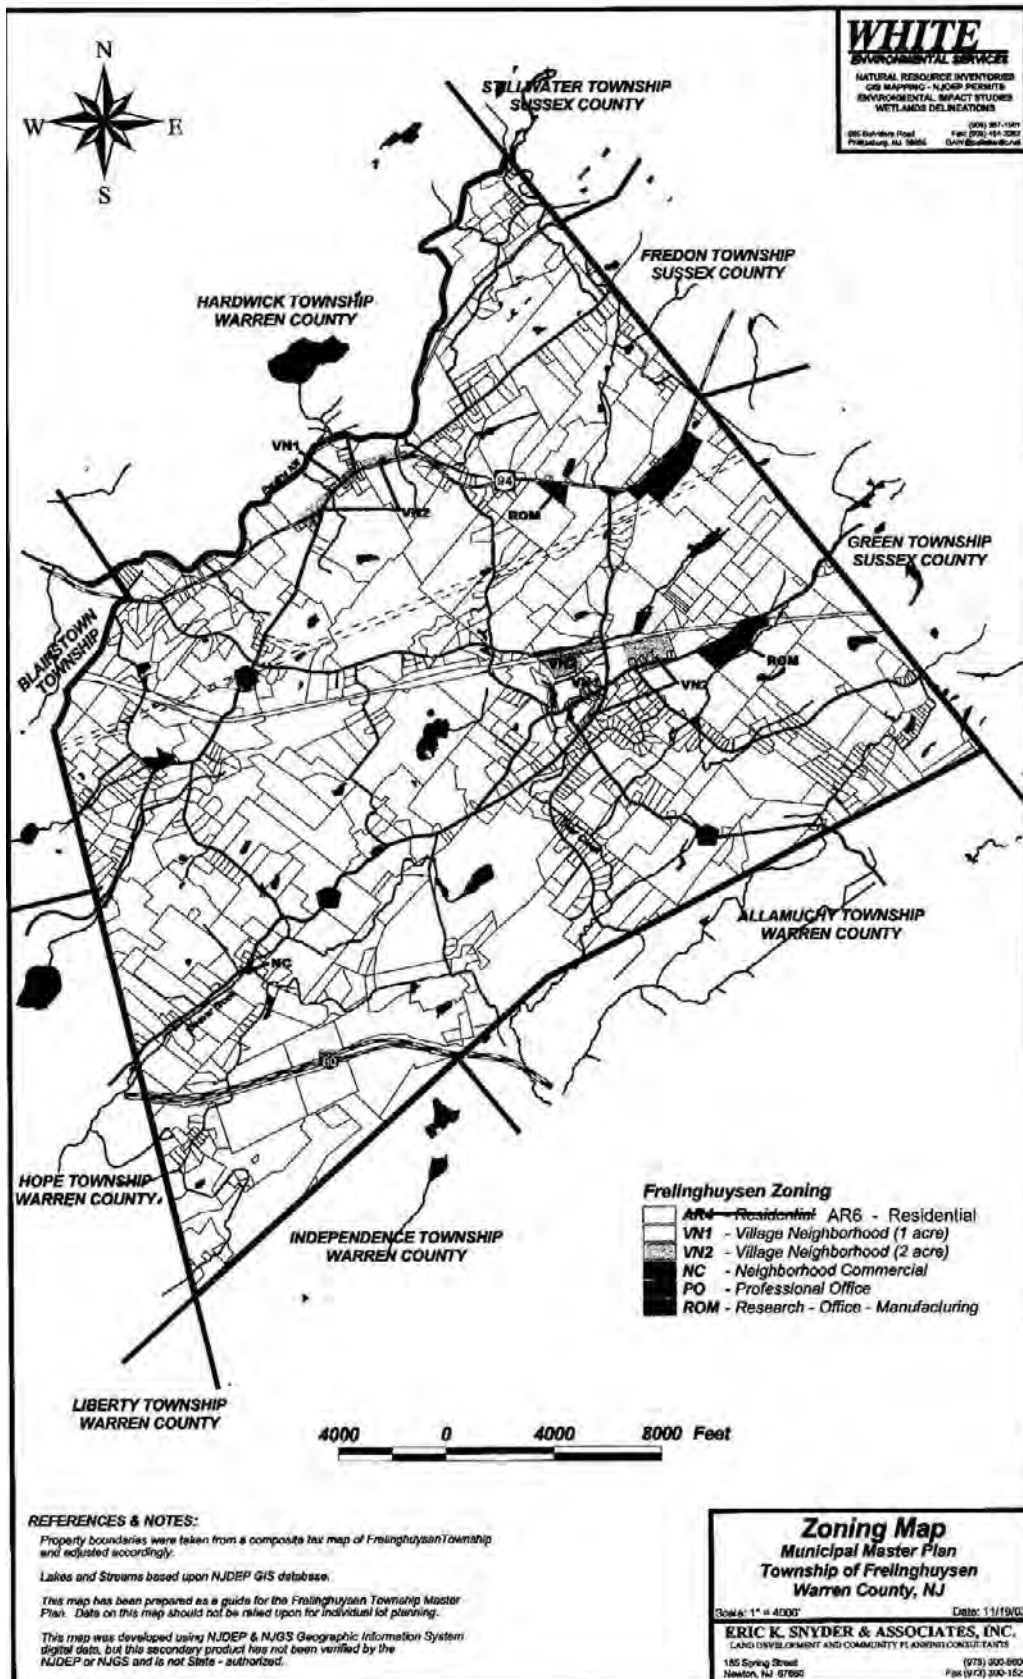 WHITE
ENVIRONMENTAL SERVICES
NATURAL RESOURCE INVENTORIES
GIS MAPPING - NJDEP PERMITS
ENVIRONMENTAL IMPACT STUDIES
WETLANDS DELINEATIONS
N
W E
S
STILLWATER TOWNSHIP
SUSSEX COUNTY
FREDON TOWNSHIP
SUSSEX COUNTY
HARDWICK TOWNSHIP
WARREN COUNTY
VN1
94
VN2
ROM
GREEN TOWNSHIP
SUSSEX COUNTY
BLAIRSTOWN
TOWNSHIP
ROM
VN2
ALLAMUCHY TOWNSHIP
WARREN COUNTY
NC
80
HOPE TOWNSHIP
WARREN COUNTY
INDEPENDENCE TOWNSHIP
WARREN COUNTY
LIBERTY TOWNSHIP
WARREN COUNTY
Frelinghuysen Zoning
AR4 - Residential AR6 - Residential
VN1 - Village Neighborhood (1 acre)
VN2 - Village Neighborhood (2 acre)
NC - Neighborhood Commercial
PO - Professional Office
ROM - Research - Office - Manufacturing
4000 0 4000 8000 Feet
REFERENCES & NOTES:
Property boundaries were taken from a composite tax map of Frelinghuysen Township
and adjusted accordingly.
Lakes and Streams based upon NJDEP GIS database.
This map has been prepared as a guide for the Frelinghuysen Township Master
Plan. Data on this map should not be relied upon for individual lot planning.
This map was developed using NJDEP & NJGS Geographic Information System
digital data, but this secondary product has not been verified by the
NJDEP or NJGS and is not State - authorized.
Zoning Map
Municipal Master Plan
Township of Frelinghuysen
Warren County, NJ
Scale: 1" = 4000' Date: 11/19/03
ERIC K. SNYDER & ASSOCIATES, INC.
LAND DEVELOPMENT AND COMMUNITY PLANNING CONSULTANTS
185 Spring Street
Newton, NJ 07860